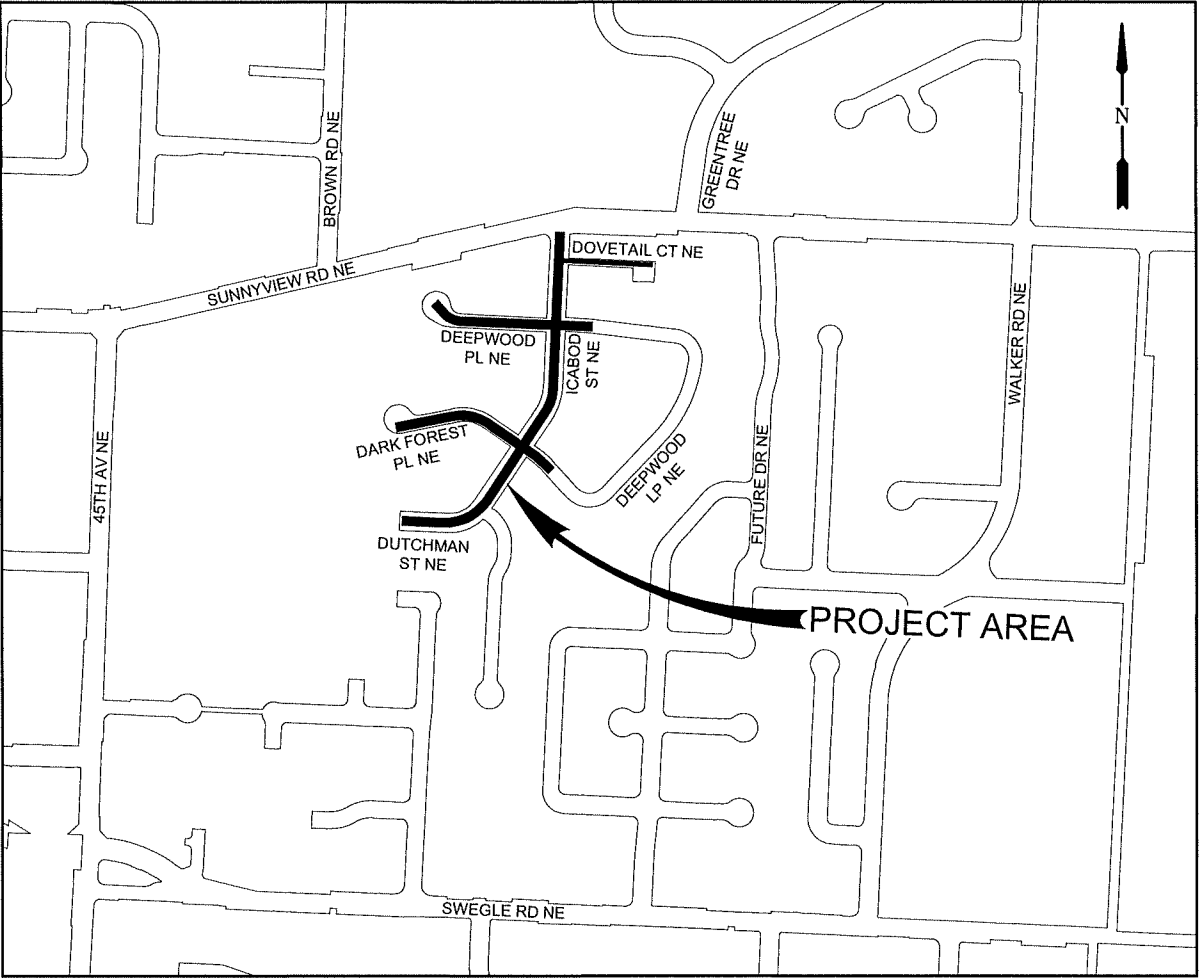 N
BROWN RD NE
GREENTREE
DR NE
DOVETAIL CT NE
SUNNYVIEW RD NE
DEEPWOOD
PL NE
ICABOD
ST NE
WALKER RD NE
DARK FOREST
PL NE
45TH AV NE
DEEPWOOD
LP NE
FUTURE DR NE
DUTCHMAN
ST NE
PROJECT AREA
SWEGLE RD NE